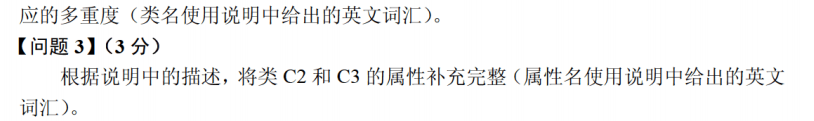 应的多重度（类名使用说明中给出的英文词汇）。
【问题 3】（3 分）
根据说明中的描述，将类 C2 和 C3 的属性补充完整（属性名使用说明中给出的英文
词汇）。